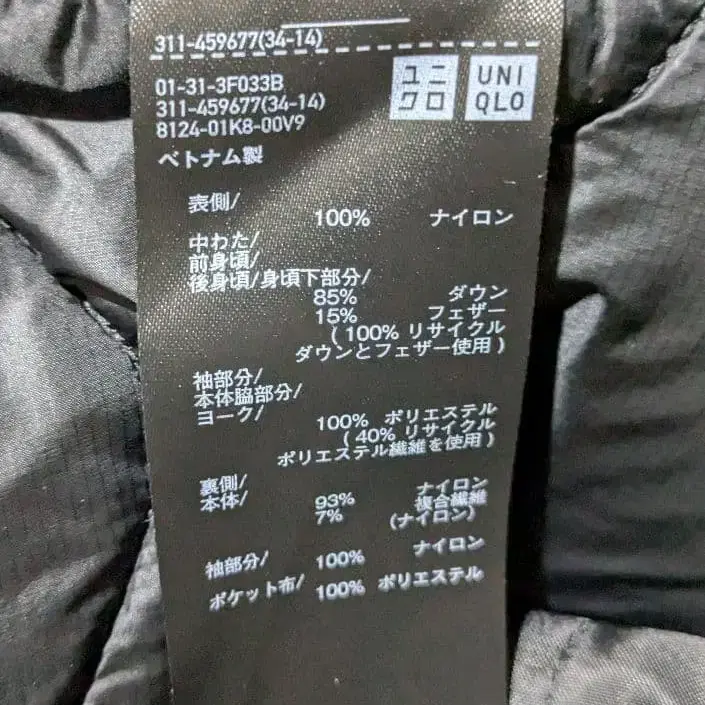 311-459677(34-14)
ユニ
クロ
UNI
QLO
01-31-3F033B
311-459677(34-14)
8124-01K8-00V9
ベトナム製
表側/
100% ナイロン
中わた/
前身頃/
後身頃/身頃下部分/
85% ダウン
15% フェザー
(100% リサイクル
ダウンとフェザー使用)
袖部分/
本体脇部分/
ヨーク/
100% ポリエステル
(40% リサイクル
ポリエステル繊維を使用)
裏側/
本体/
93% ナイロン
7% 複合繊維
(ナイロン)
袖部分/ 100% ナイロン
ポケット布/ 100% ポリエステル